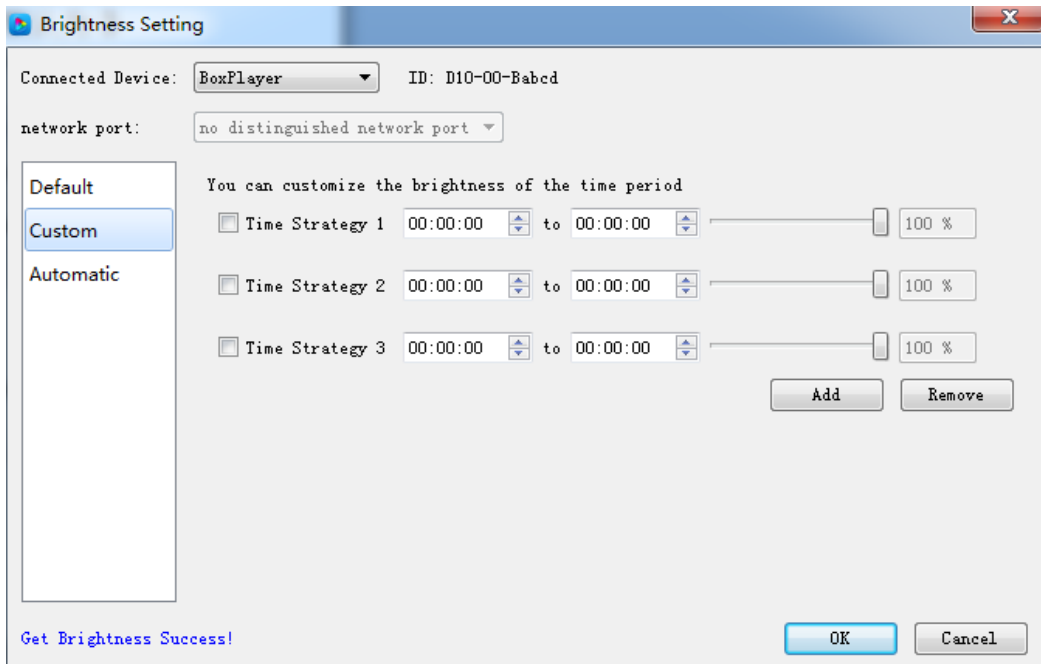 Brightness Setting
Connected Device: BoxPlayer ID: D10-00-Babcd
network port: no distinguished network port
Default
Custom
Automatic
You can customize the brightness of the time period
Time Strategy 1 00:00:00 to 00:00:00 100 %
Time Strategy 2 00:00:00 to 00:00:00 100 %
Time Strategy 3 00:00:00 to 00:00:00 100 %
Add Remove
Get Brightness Success! OK Cancel